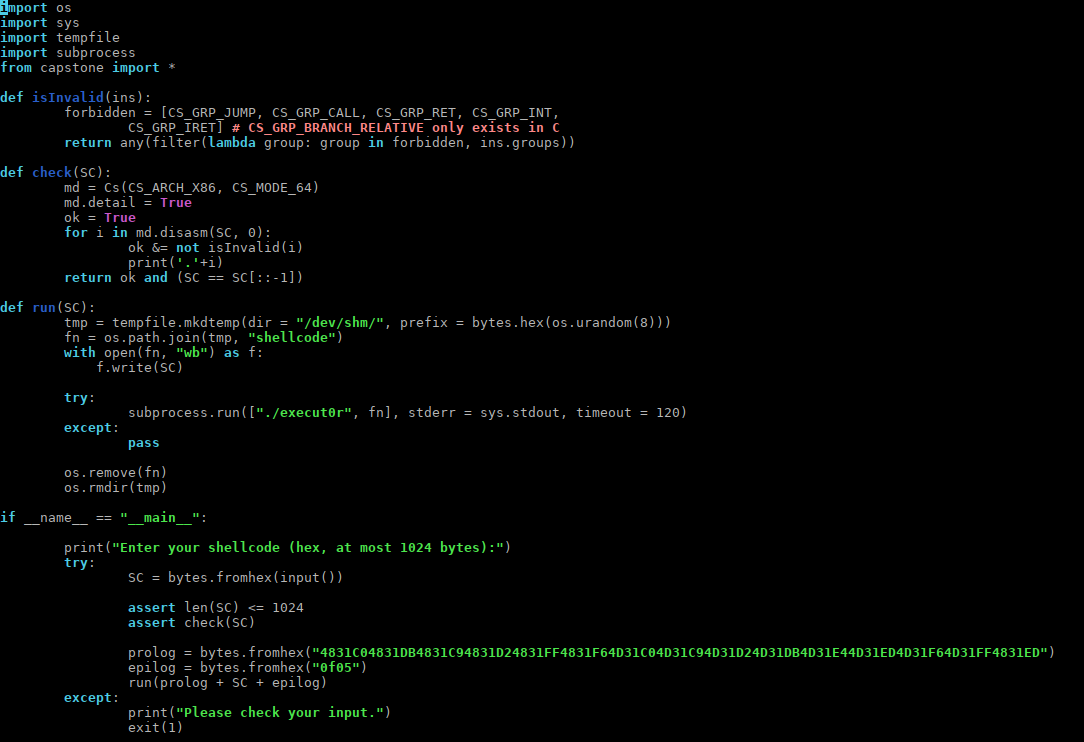 import os
import sys
import tempfile
import subprocess
from capstone import *

def isInvalid(ins):
        forbidden = [CS_GRP_JUMP, CS_GRP_CALL, CS_GRP_RET, CS_GRP_INT,
                CS_GRP_IRET] # CS_GRP_BRANCH_RELATIVE only exists in C
        return any(filter(lambda group: group in forbidden, ins.groups))

def check(SC):
        md = Cs(CS_ARCH_X86, CS_MODE_64)
        md.detail = True
        ok = True
        for i in md.disasm(SC, 0):
                ok &= not isInvalid(i)
                print('.'+i)
        return ok and (SC == SC[::-1])

def run(SC):
        tmp = tempfile.mkdtemp(dir = "/dev/shm/", prefix = bytes.hex(os.urandom(8)))
        fn = os.path.join(tmp, "shellcode")
        with open(fn, "wb") as f:
            f.write(SC)

        try:
                subprocess.run(["./execut0r", fn], stderr = sys.stdout, timeout = 120)
        except:
                pass

        os.remove(fn)
        os.rmdir(tmp)

if __name__ == "__main__":

        print("Enter your shellcode (hex, at most 1024 bytes):")
        try:
                SC = bytes.fromhex(input())

                assert len(SC) <= 1024
                assert check(SC)

                prolog = bytes.fromhex("4831C04831DB4831C94831D24831FF4831F64D31C04D31C94D31D24D31DB4D31E44D31ED4D31F64D31FF4831ED")
                epilog = bytes.fromhex("0f05")
                run(prolog + SC + epilog)
        except:
                print("Please check your input.")
                exit(1)